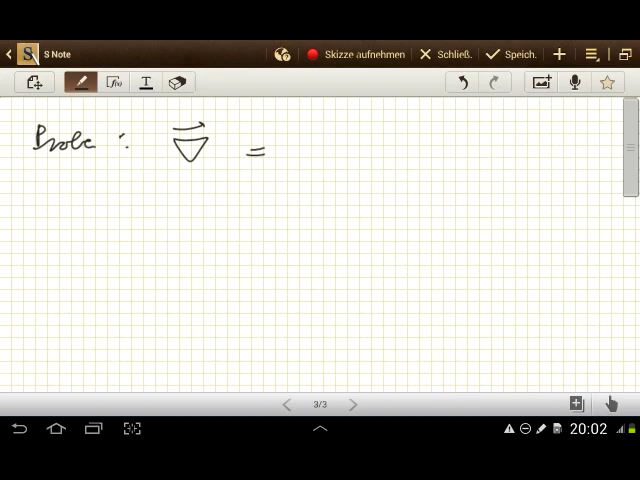 S Note
Skizze aufnehmen
Schließ.
Speich.
f(x)
T
Probe : ∇⃗ =
3/3
20:02